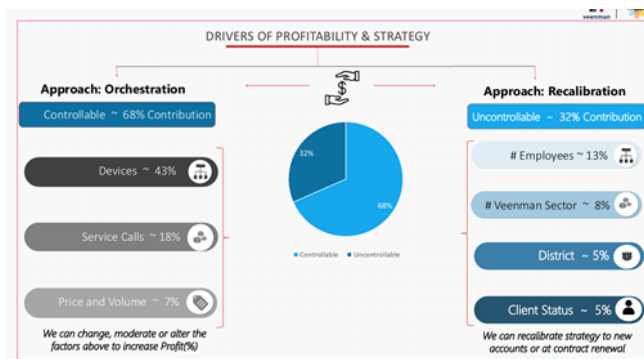 veenman
DRIVERS OF PROFITABILITY & STRATEGY
Approach: Orchestration
Controllable ~ 68% Contribution
Devices ~ 43%
Service Calls ~ 18%
Price and Volume ~ 7%
We can change, moderate or alter the
factors above to increase Profit(%)
$
32%
68%
Controllable
Uncontrollable
Approach: Recalibration
Uncontrollable ~ 32% Contribution
# Employees ~ 13%
# Veenman Sector ~ 8%
District ~ 5%
Client Status ~ 5%
We can recalibrate strategy to new
accounts or at contract renewal